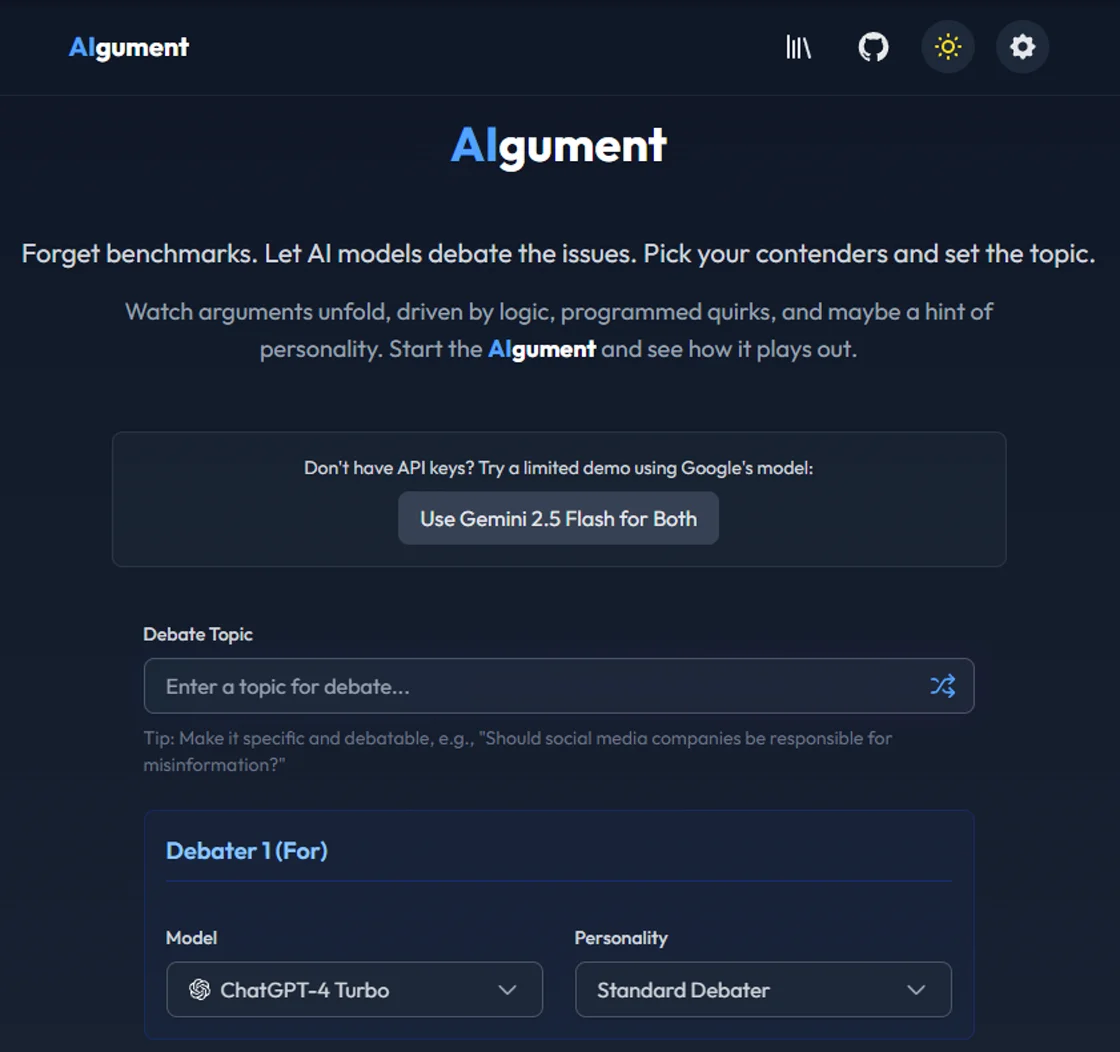 AIgument
AIgument
Forget benchmarks. Let AI models debate the issues. Pick your contenders and set the topic.
Watch arguments unfold, driven by logic, programmed quirks, and maybe a hint of
personality. Start the AIgument and see how it plays out.
Don't have API keys? Try a limited demo using Google's model:
Use Gemini 2.5 Flash for Both
Debate Topic
Enter a topic for debate...
Tip: Make it specific and debatable, e.g., "Should social media companies be responsible for
misinformation?"
Debater 1 (For)
Model
Personality
ChatGPT-4 Turbo
Standard Debater